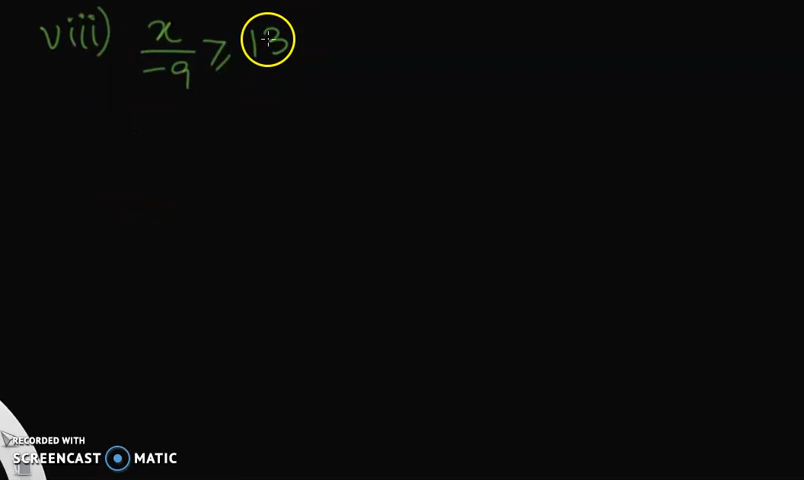 viii) x/-9 ⩾ 13
RECORDED WITH
SCREENCAST MATIC